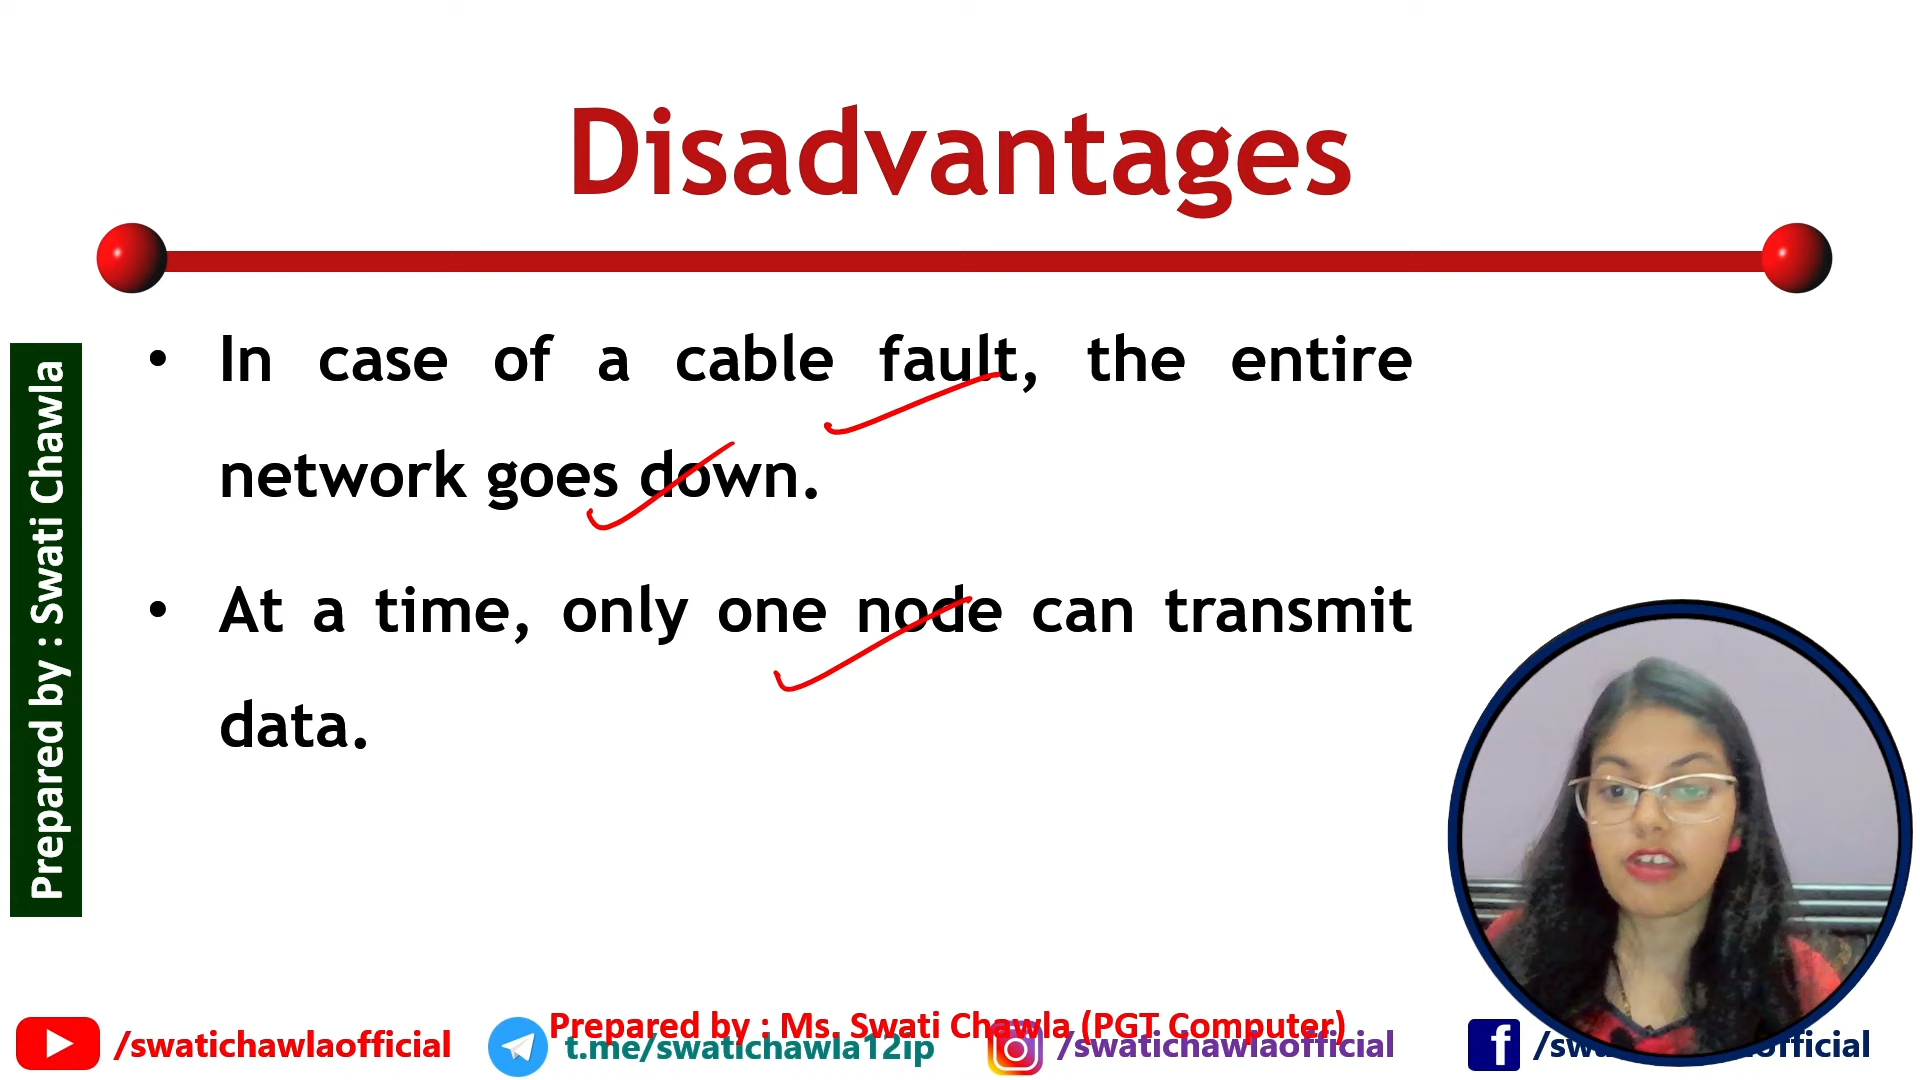 Disadvantages
• In case of a cable fault, the entire
network goes down.
• At a time, only one node can transmit
data.
Prepared by : Swati Chawla
Prepared by : Ms. Swati Chawla (PGT Computer)
/swatichawlaofficial
t.me/swatichawla12ip
/swatichawlaofficial